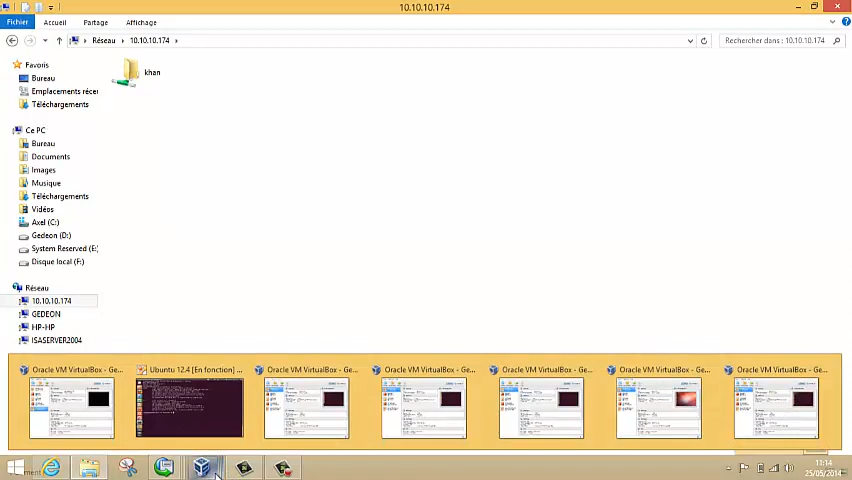 10.10.10.174
Fichier
Accueil
Partage
Affichage
Réseau
10.10.10.174
Rechercher dans : 10.10.10.174
Favoris
Bureau
Emplacements récen
Téléchargements
khan
Ce PC
Bureau
Documents
Images
Musique
Téléchargements
Vidéos
Axel (C:)
Gedeon (D:)
System Reserved (E:
Disque local (F:)
Réseau
10.10.10.174
GEDEON
HP-HP
ISASERVER2004
Oracle VM VirtualBox - Ge...
Ubuntu 12.4 [En fonction] ...
Oracle VM VirtualBox - Ge...
Oracle VM VirtualBox - Ge...
Oracle VM VirtualBox - Ge...
Oracle VM VirtualBox - Ge...
Oracle VM VirtualBox - Ge...
11:14
25/05/2014